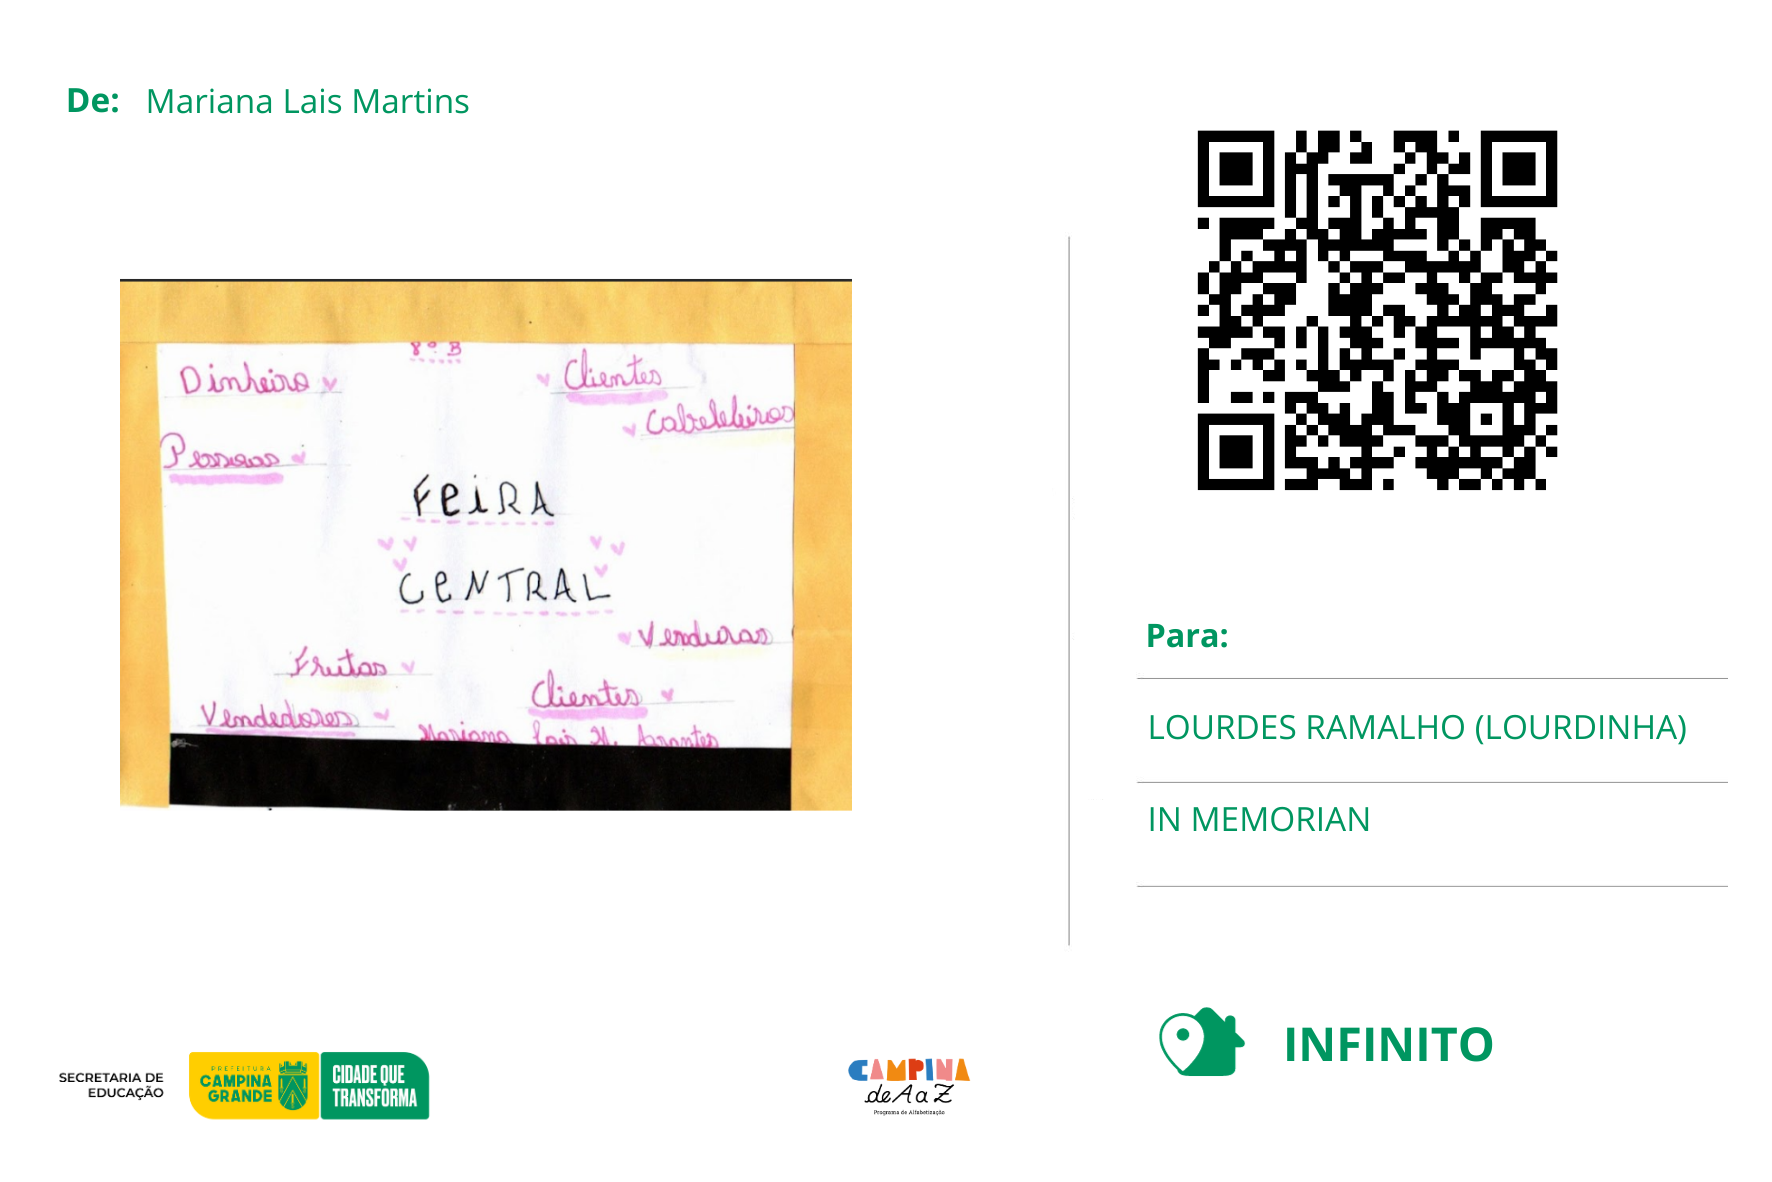 De: Mariana Lais Martins
8º B
Dinheiro
Clientes
Cabeleleiros
Pessoas
FeiRA
CeNTRAL
Venduras
Frutas
Clientes
Vendedores
Mariana Lais M. Arantes
Para:
LOURDES RAMALHO (LOURDINHA)
IN MEMORIAN
INFINITO
SECRETARIA DE
EDUCAÇÃO
PREFEITURA
CAMPINA
GRANDE
CIDADE QUE
TRANSFORMA
CAMPINA
de A a Z
Programa de Alfabetização